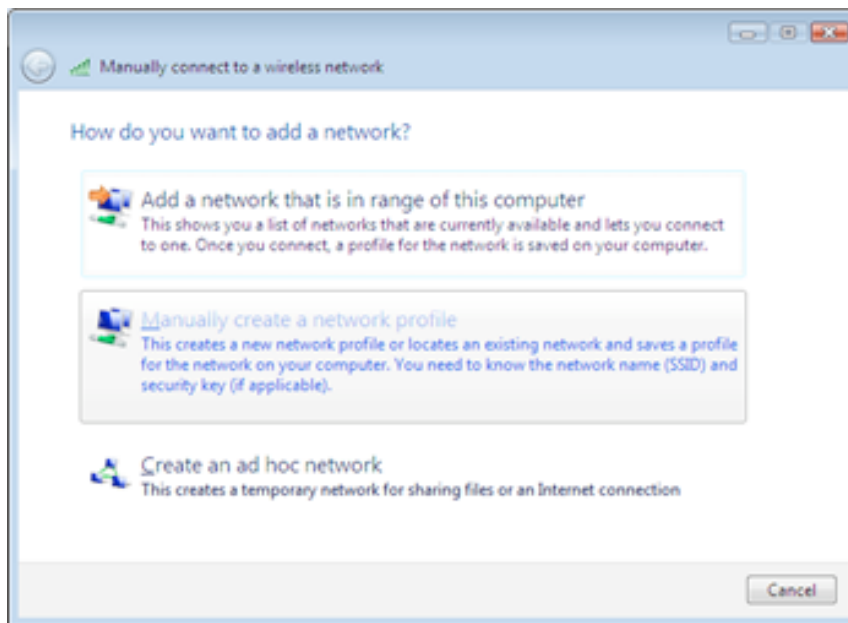 Manually connect to a wireless network
How do you want to add a network?
Add a network that is in range of this computer
This shows you a list of networks that are currently available and lets you connect
to one. Once you connect, a profile for the network is saved on your computer.
Manually create a network profile
This creates a new network profile or locates an existing network and saves a profile
for the network on your computer. You need to know the network name (SSID) and
security key (if applicable).
Create an ad hoc network
This creates a temporary network for sharing files or an Internet connection
Cancel